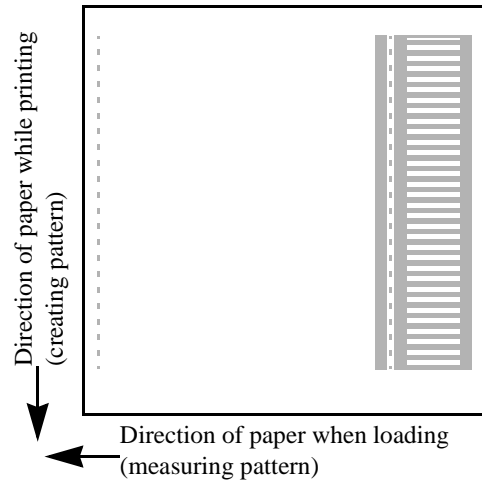 Direction of paper while printing
(creating pattern)
Direction of paper when loading
(measuring pattern)